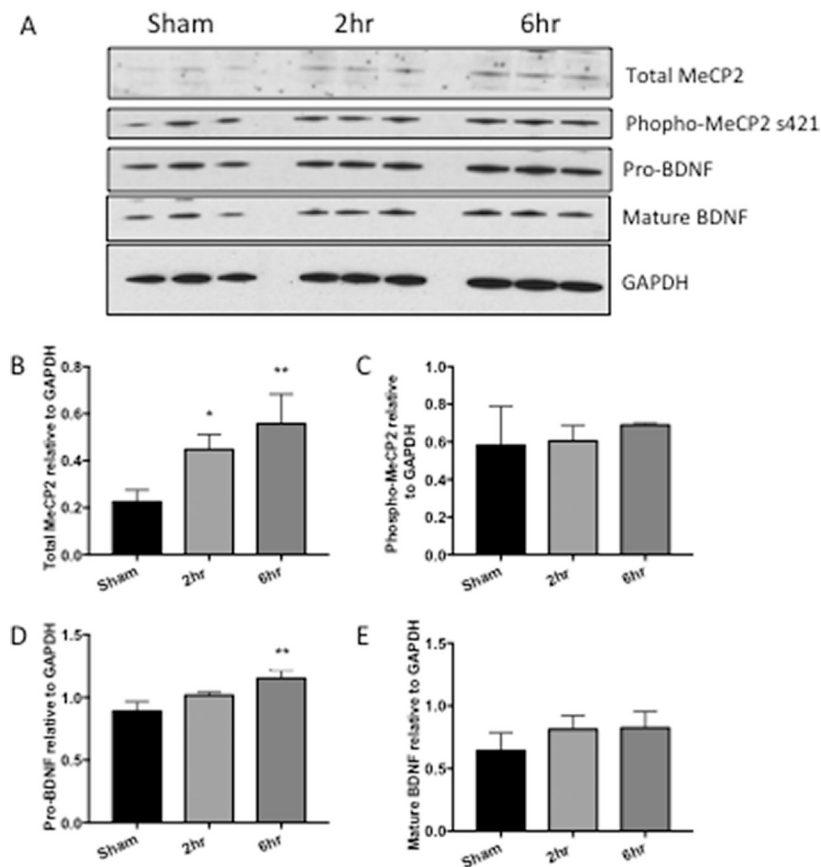 A
Sham 2hr 6hr
Total MeCP2
Phopho-MeCP2 s421
Pro-BDNF
Mature BDNF
GAPDH
B
Total MeCP2 relative to GAPDH
0.8
0.6
0.4
0.2
0.0
*
**
Sham 2hr 6hr
C
Phospho-MeCP2 relative
to GAPDH
1.0
0.8
0.6
0.4
0.2
0.0
Sham 2hr 6hr
D
Pro-BDNF relative to GAPDH
1.5
1.0
0.5
0.0
**
Sham 2hr 6hr
E
Mature BDNF relative to GAPDH
1.5
1.0
0.5
0.0
Sham 2hr 6hr